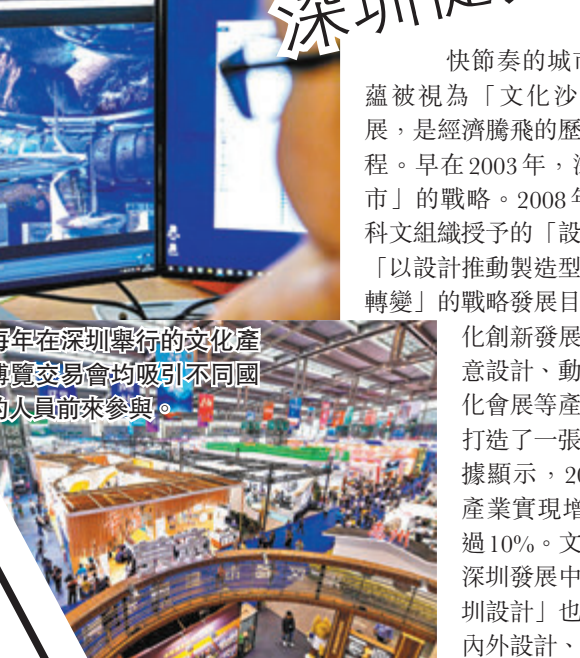 深圳
快節奏的城市
蘊被視為「文化沙
展，是經濟騰飛的歷
程。早在2003年，深
市」的戰略。2008年
科文組織授予的「設
「以設計推動製造型
轉變」的戰略發展目
化創新發展
意設計、動
化會展等產
打造了一張
據顯示，20
產業實現增
過10%。文
深圳發展中
圳設計」也
內外設計、
每年在深圳舉行的文化產
博覽交易會均吸引不同國
的人員前來參與。